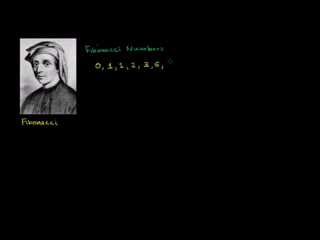 Fibonacci Numbers
0, 1, 1, 2, 3, 5,
Fibonacci